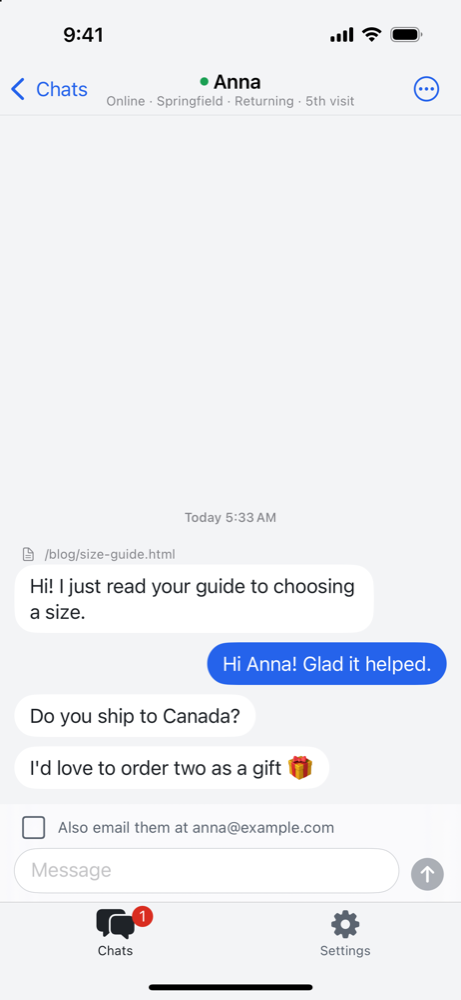 9:41
Chats
Anna
Online · Springfield · Returning · 5th visit
Today 5:33 AM
/blog/size-guide.html
Hi! I just read your guide to choosing
a size.
Hi Anna! Glad it helped.
Do you ship to Canada?
I'd love to order two as a gift 🎁
Also email them at anna@example.com
Message
1
Chats
Settings